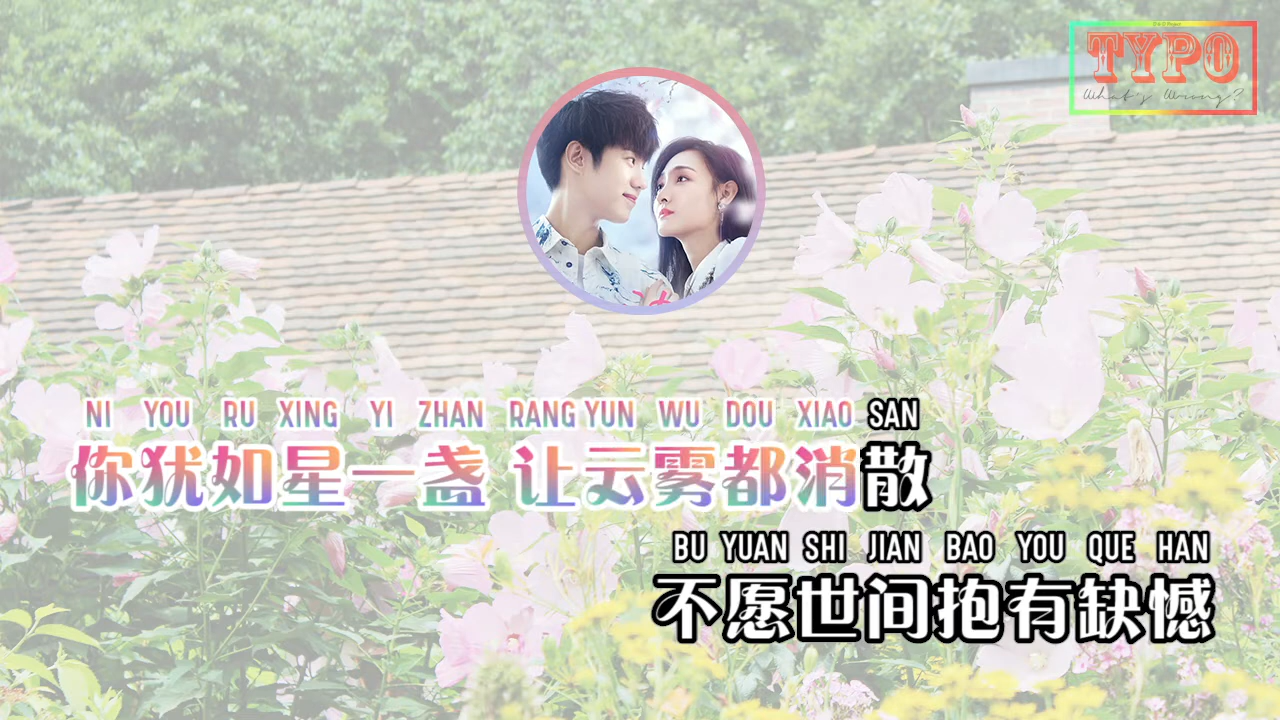 TYPO
What's Wrong?
NI YOU RU XING YI ZHAN RANG YUN WU DOU XIAO SAN
你犹如星一盏 让云雾都消散
BU YUAN SHI JIAN BAO YOU QUE HAN
不愿世间抱有缺憾